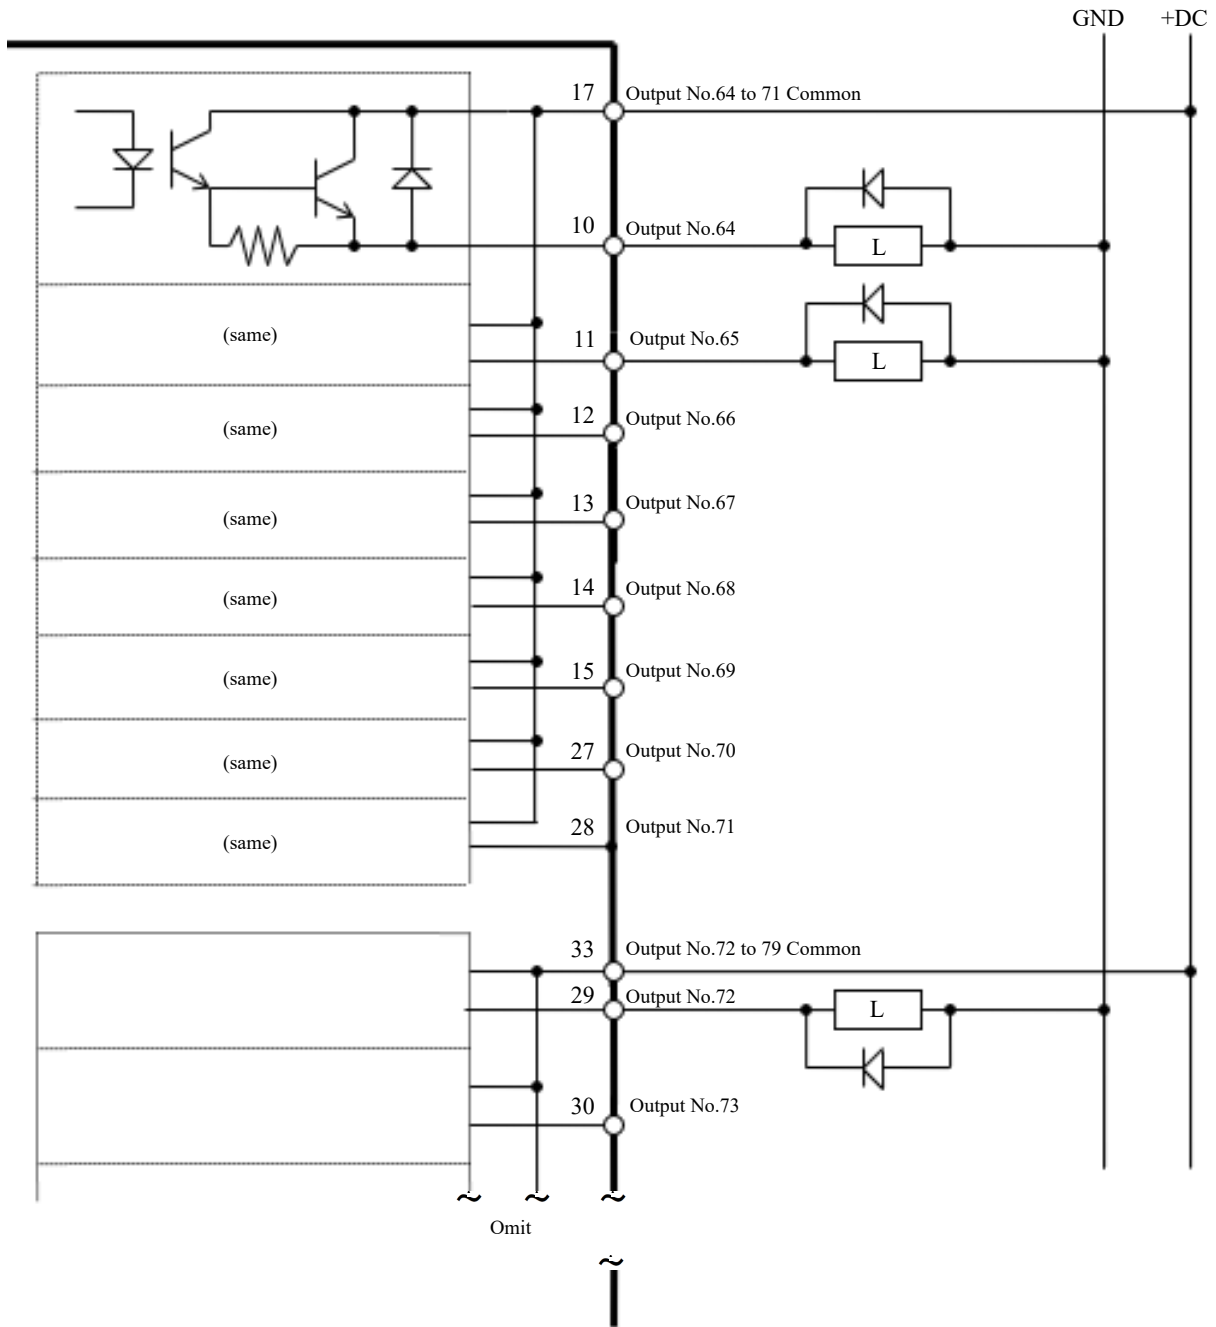 GND +DC
17 Output No.64 to 71 Common
10 Output No.64
L
(same)
11 Output No.65
L
(same)
12 Output No.66
(same)
13 Output No.67
(same)
14 Output No.68
(same)
15 Output No.69
(same)
27 Output No.70
(same)
28 Output No.71
33 Output No.72 to 79 Common
29 Output No.72
L
30 Output No.73
Omit